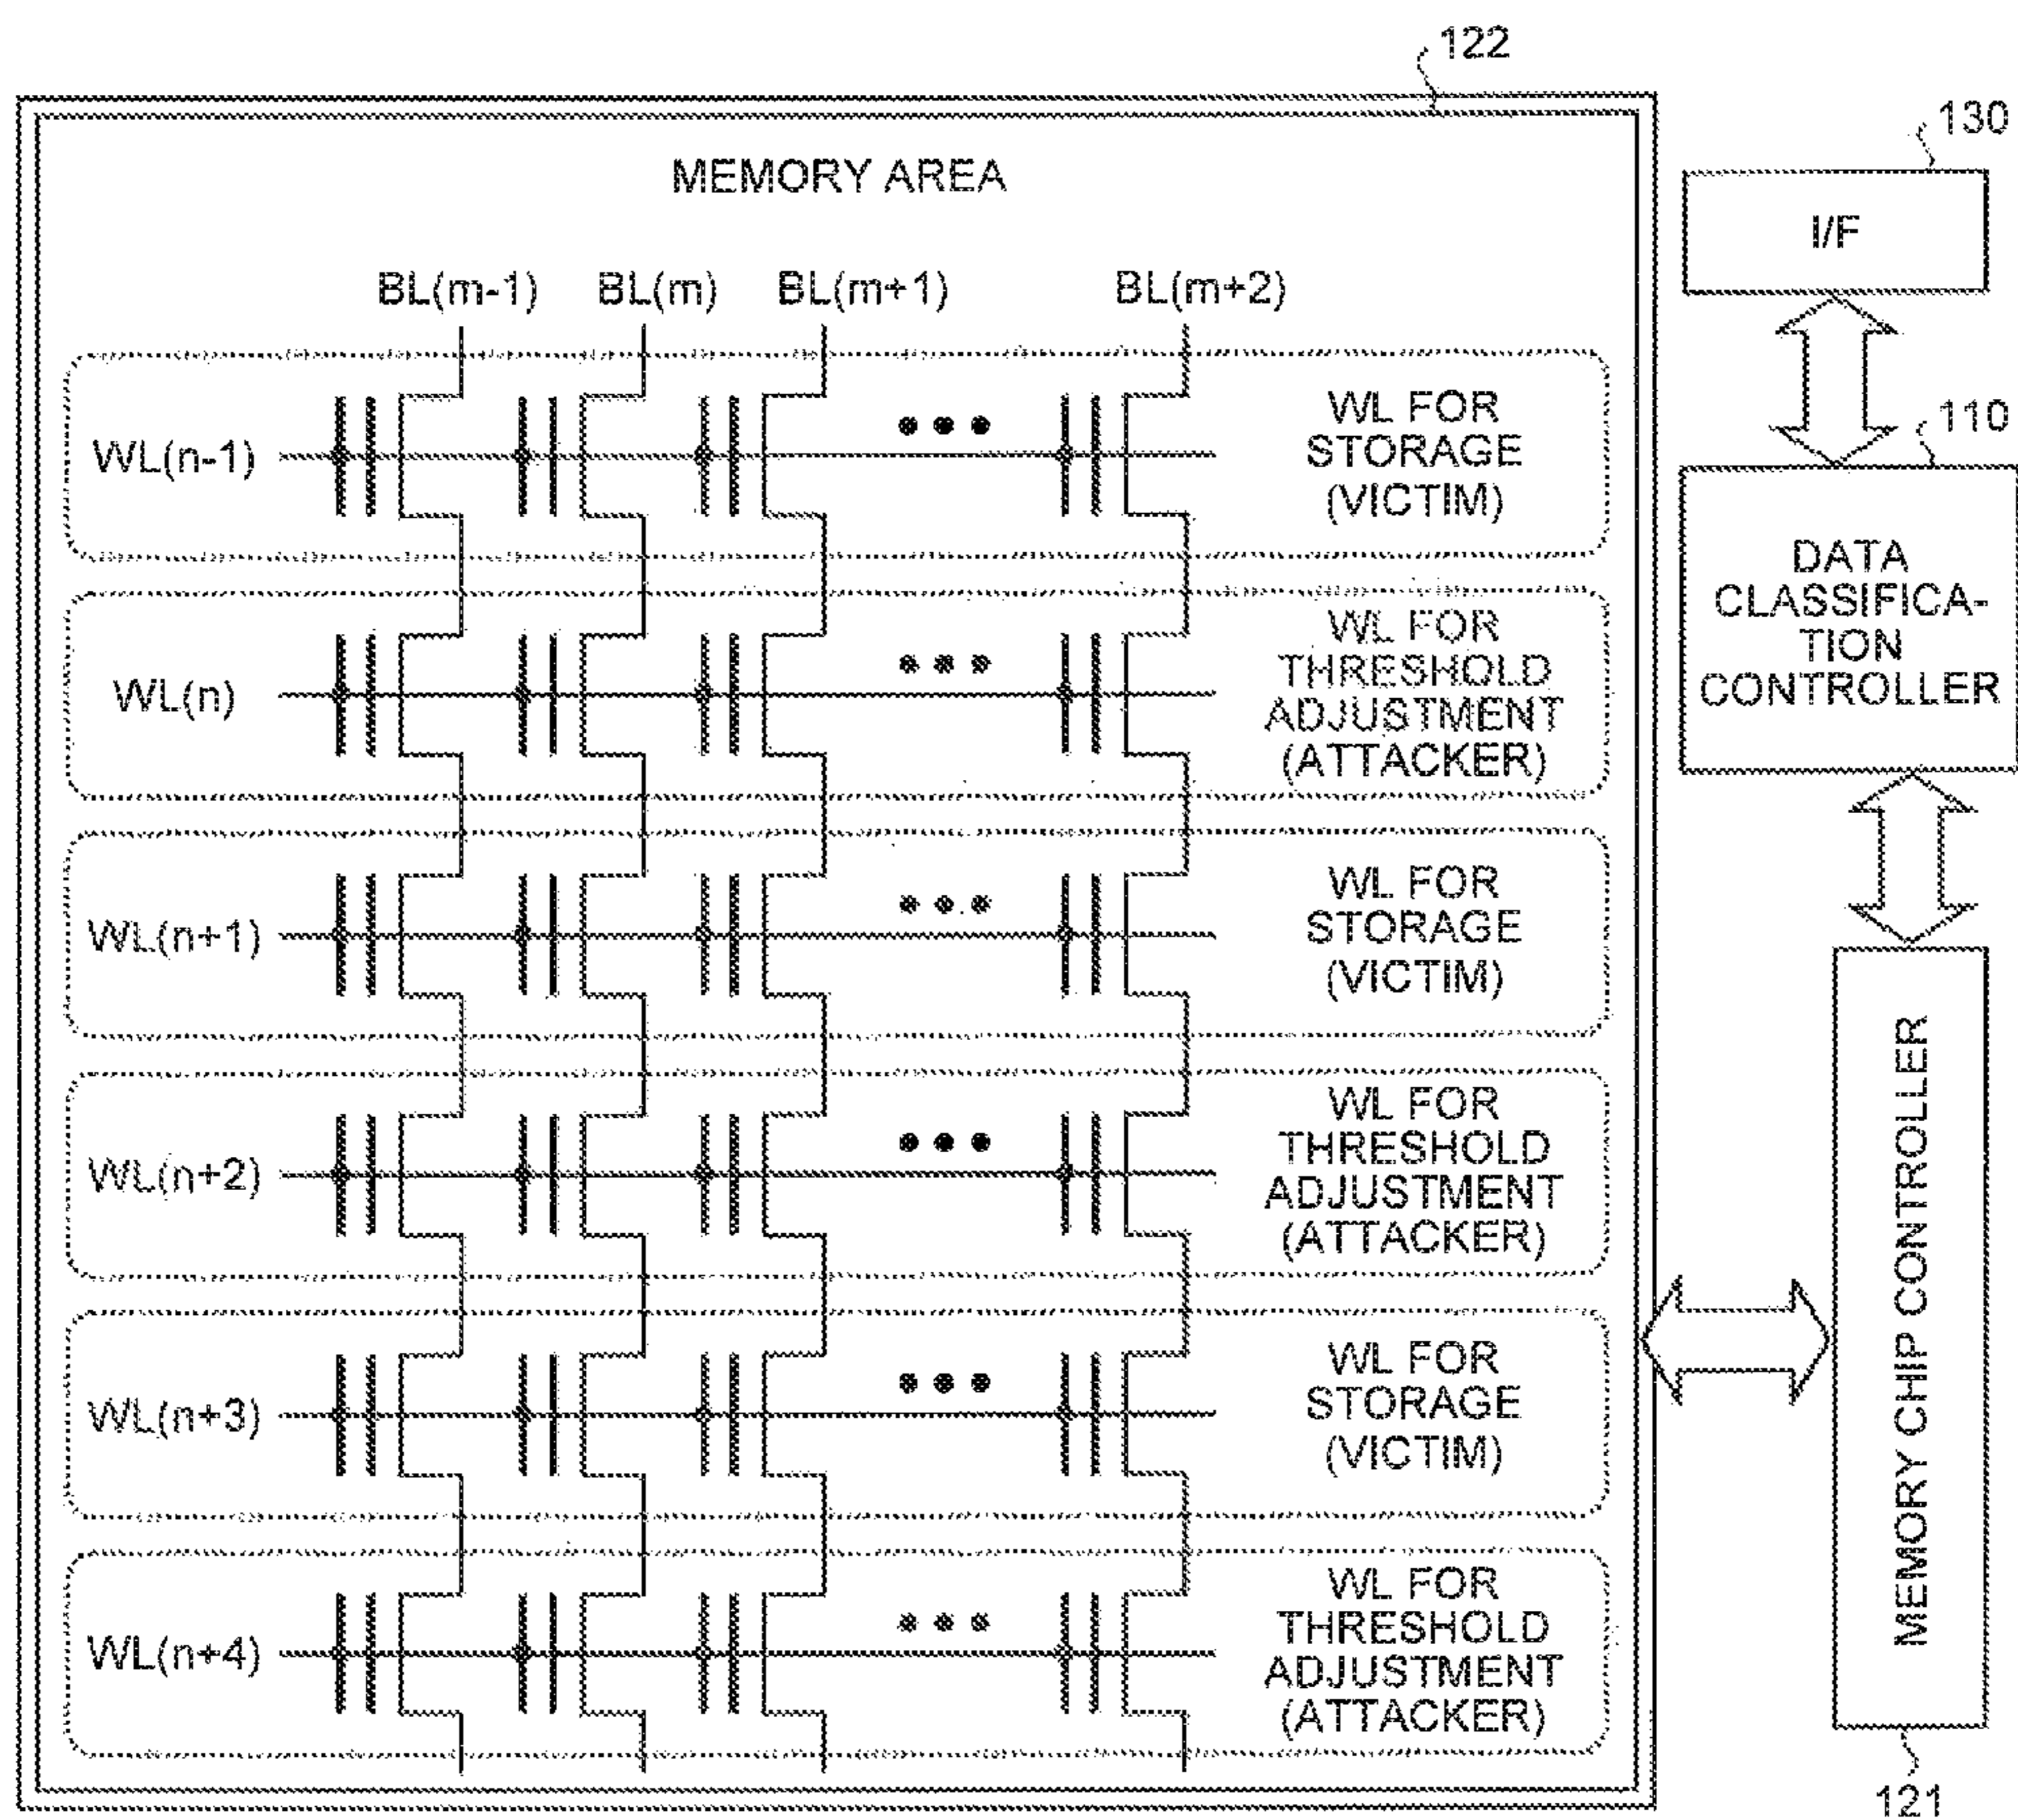 122
MEMORY AREA
130
I/F
BL(m-1) BL(m) BL(m+1) BL(m+2)
WL(n-1)
WL FOR
STORAGE
(VICTIM)
110
DATA
CLASSIFICA-
TION
CONTROLLER
WL(n)
WL FOR
THRESHOLD
ADJUSTMENT
(ATTACKER)
WL(n+1)
WL FOR
STORAGE
(VICTIM)
WL(n+2)
WL FOR
THRESHOLD
ADJUSTMENT
(ATTACKER)
WL(n+3)
WL FOR
STORAGE
(VICTIM)
WL(n+4)
WL FOR
THRESHOLD
ADJUSTMENT
(ATTACKER)
MEMORY CHIP CONTROLLER
121